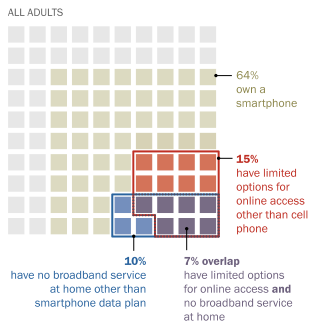 ALL ADULTS
64%
own a
smartphone
15%
have limited
options for
online access
other than cell
phone
10%
have no broadband service
at home other than
smartphone data plan
7% overlap
have limited options
for online access and
no broadband service
at home